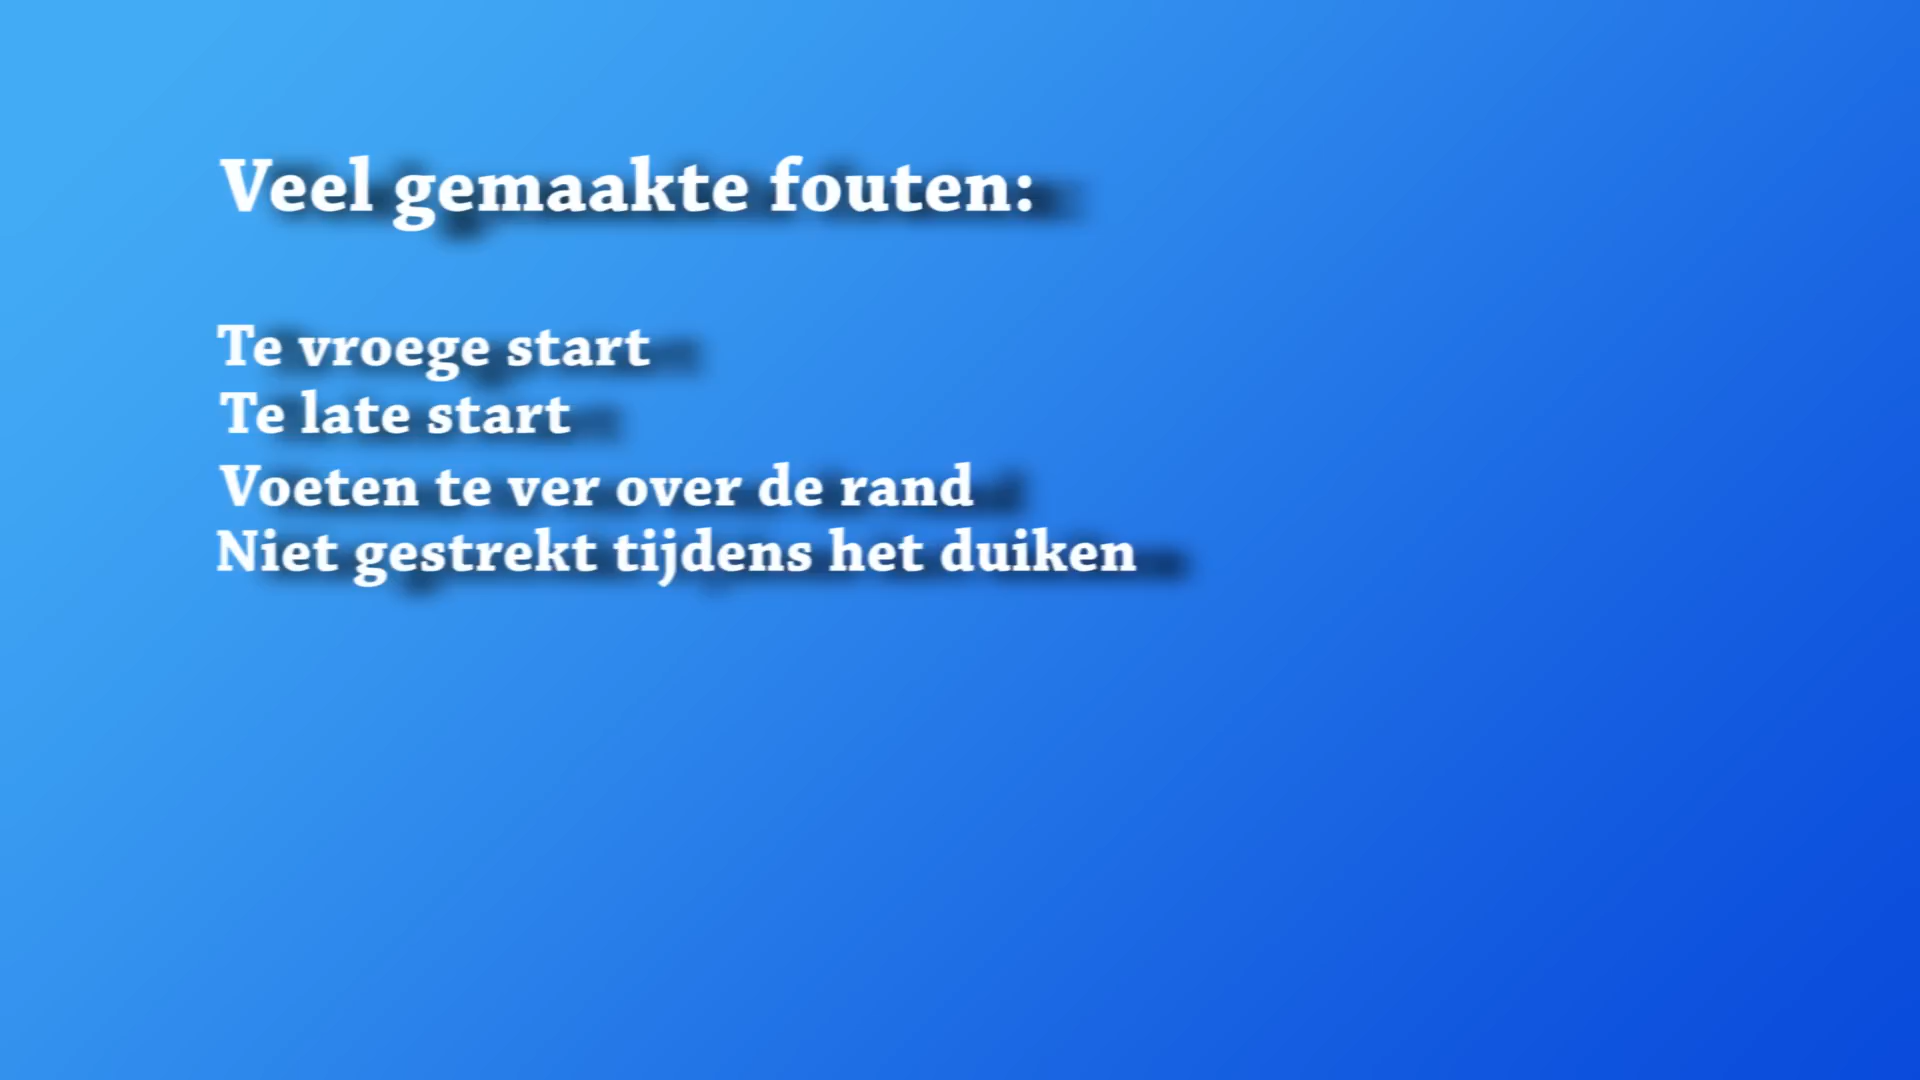 Veel gemaakte fouten:
Te vroege start
Te late start
Voeten te ver over de rand
Niet gestrekt tijdens het duiken